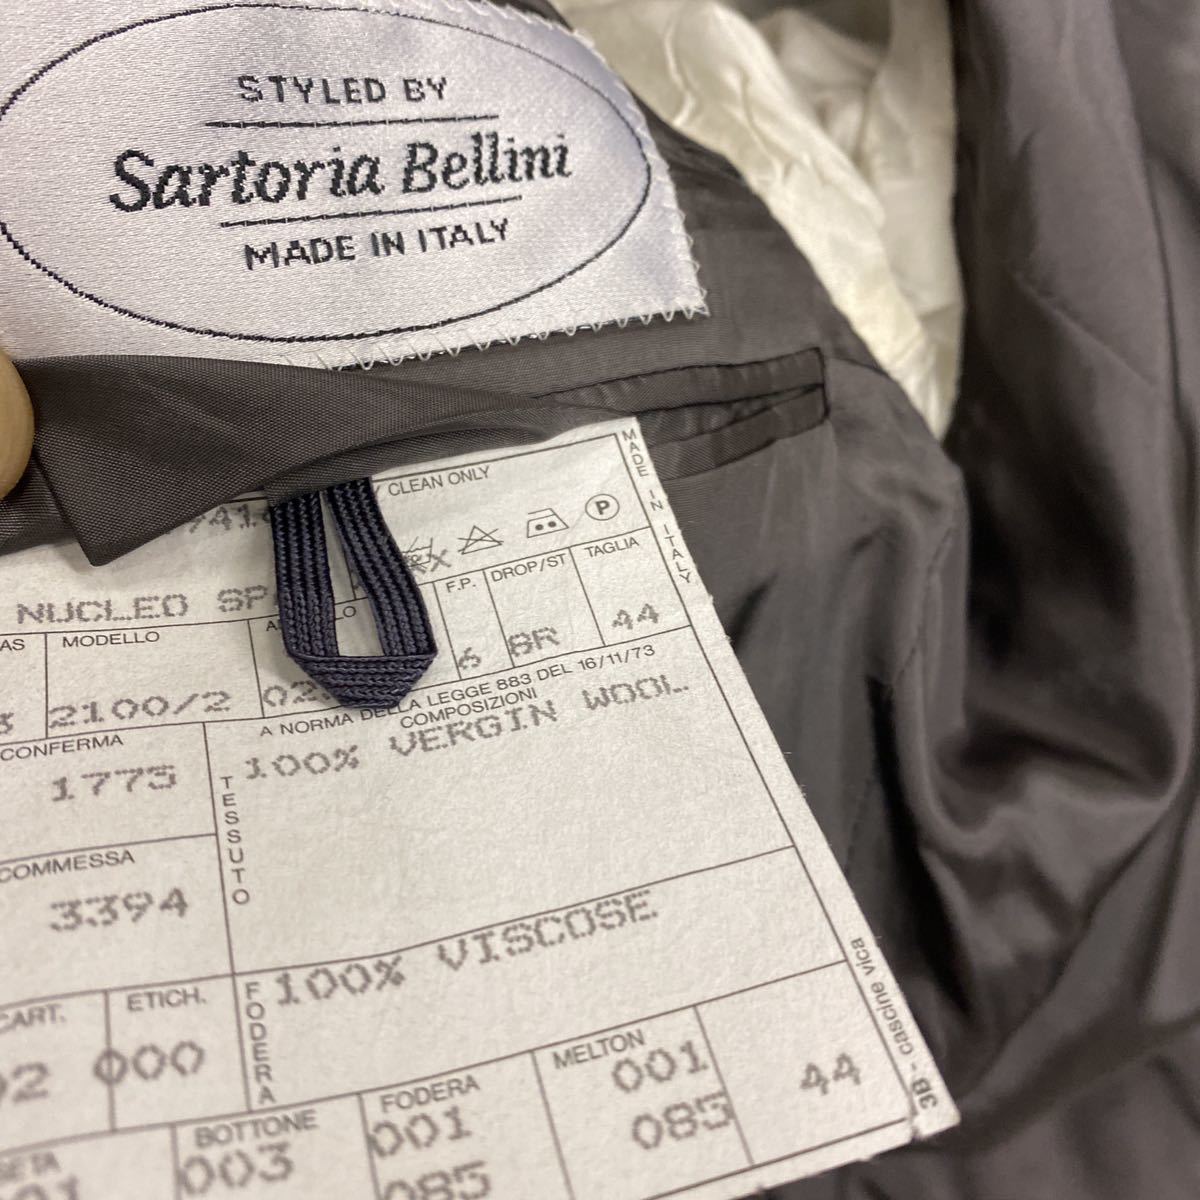 STYLED BY
Sartoria Bellini
MADE IN ITALY
CLEAN ONLY
MADE IN ITALY
P
NUCLEO SP
MODELLO
2100/2
F.P.
6
DROP/ST
8R
TAGLIA
44
A NORMA DELLA LEGGE 883 DEL 16/11/73
COMPOSIZIONI
CONFERMA
1773
TESSUTO
100% VERGIN WOOL
COMMESSA
3394
FODERA
100% VISCOSE
CART.
ETICH.
000
BOTTONE
003
FODERA
001
085
MELTON
001
085
44
3B - cascine vica